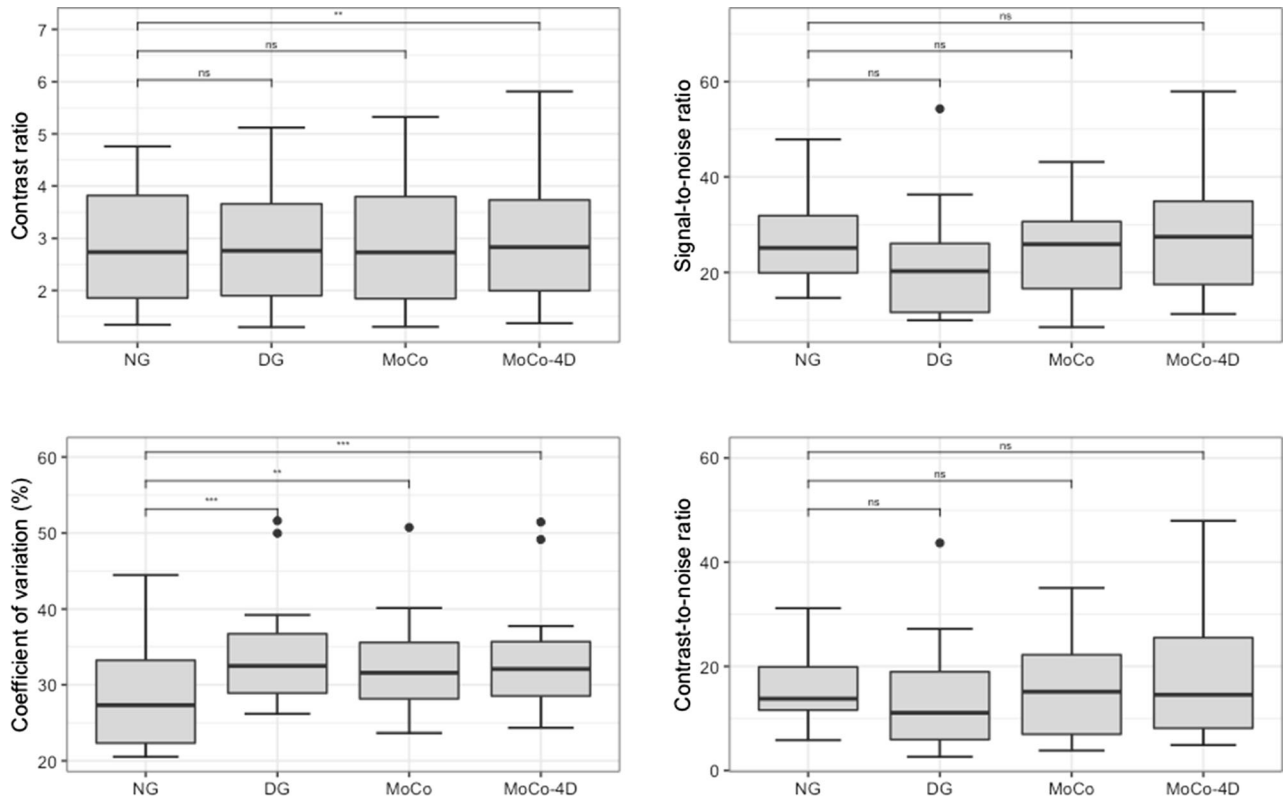 Contrast ratio
7
6
5
4
3
2
**
ns
ns
NG DG MoCo MoCo-4D
Signal-to-noise ratio
60
40
20
ns
ns
ns
NG DG MoCo MoCo-4D
Coefficient of variation (%)
60
50
40
30
20
***
**
***
NG DG MoCo MoCo-4D
Contrast-to-noise ratio
60
40
20
0
ns
ns
ns
NG DG MoCo MoCo-4D